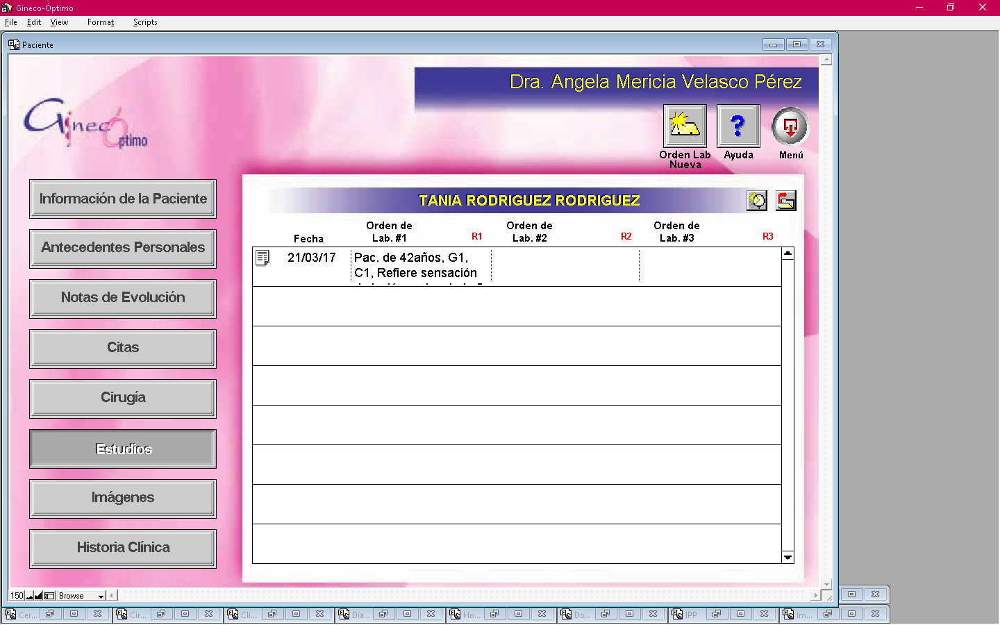 Gineco-Óptimo
File Edit View Format Scripts
Paciente
Dra. Angela Mericia Velasco Pérez
Gineco
óptimo
Orden Lab
Nueva
Ayuda
Menú
Información de la Paciente
Antecedentes Personales
Notas de Evolución
Citas
Cirugía
Estudios
Imágenes
Historia Clínica
TANIA RODRIGUEZ RODRIGUEZ
Fecha
Orden de
Lab. #1
R1
Orden de
Lab. #2
R2
Orden de
Lab. #3
R3
21/03/17
Pac. de 42años, G1,
C1, Refiere sensación
150 Browse
Cer... Cir... Cli... Dia... Ho... Do... IPP Im...